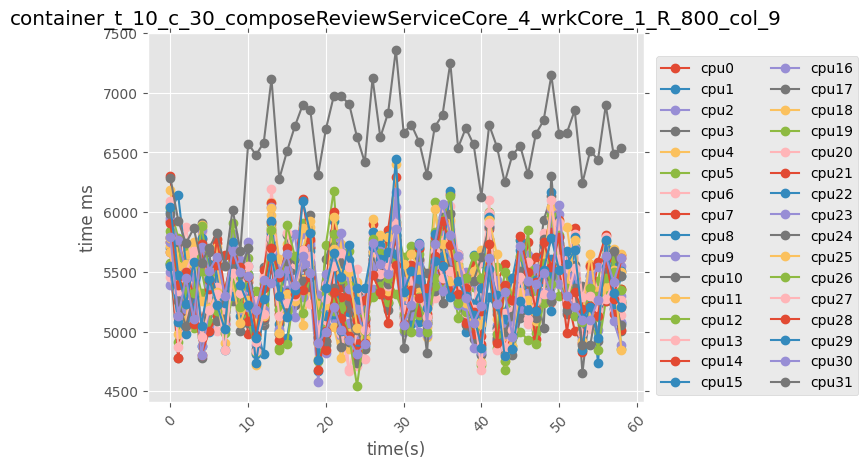 container_t_10_c_30_composeReviewServiceCore_4_wrkCore_1_R_800_col_9
7500
7000
6500
6000
5500
5000
4500
time ms
0
10
20
30
40
50
60
time(s)
cpu0
cpu1
cpu2
cpu3
cpu4
cpu5
cpu6
cpu7
cpu8
cpu9
cpu10
cpu11
cpu12
cpu13
cpu14
cpu15
cpu16
cpu17
cpu18
cpu19
cpu20
cpu21
cpu22
cpu23
cpu24
cpu25
cpu26
cpu27
cpu28
cpu29
cpu30
cpu31